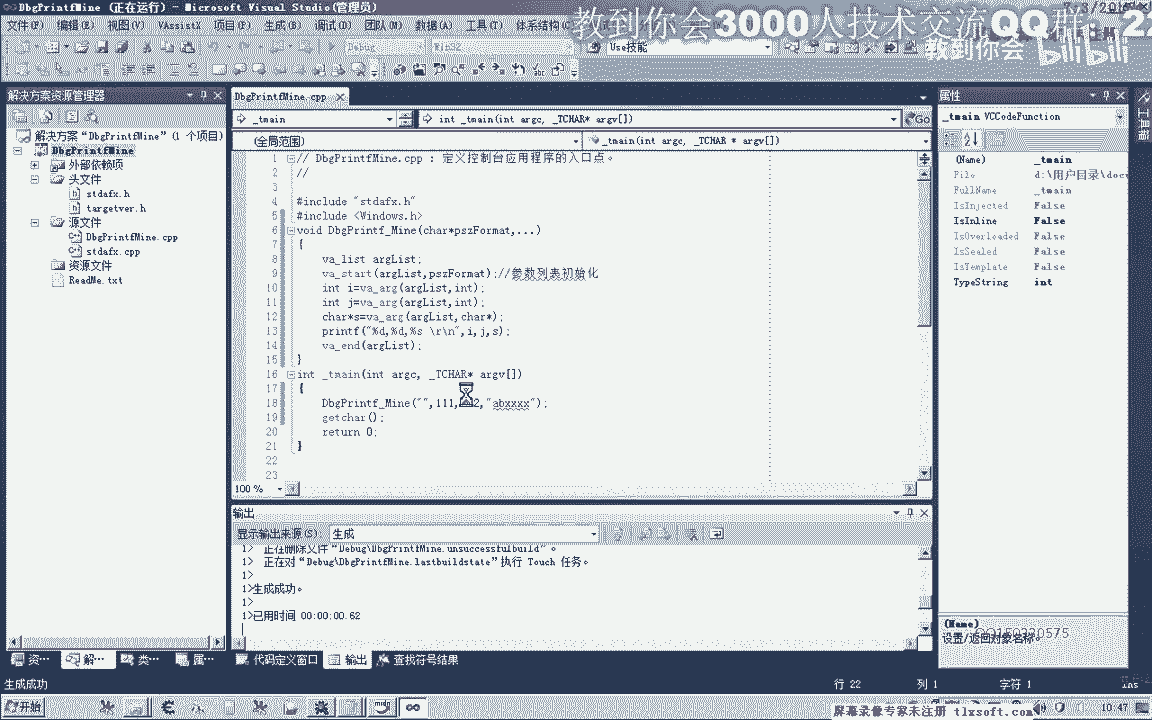 DbgPrintfMine (正在运行) - Microsoft Visual Studio(管理员)
教到你会3000人技术交流QQ群
教到你会 bilibili
文件(F) 编辑(E) 视图(V) VAssistX 项目(P) 生成(B) 调试(D) 团队(M) 数据(A) 工具(T) 体系结构(C)
Debug Win32 Use技能
解决方案资源管理器
解决方案“DbgPrintfMine”(1 个项目)
DbgPrintfMine
外部依赖项
头文件
stdafx.h
targetver.h
源文件
DbgPrintfMine.cpp
stdafx.cpp
资源文件
ReadMe.txt
DbgPrintfMine.cpp
_tmain int _tmain(int argc, _TCHAR* argv[]) Go
(全局范围) _tmain(int argc, _TCHAR * argv[])
1 // DbgPrintfMine.cpp : 定义控制台应用程序的入口点。
2 //
3
4 #include "stdafx.h"
5 #include <Windows.h>
6 void DbgPrintf_Mine(char*pszFormat,...)
7 {
8 va_list argList;
9 va_start(argList,pszFormat);//参数列表初始化
10 int i=va_arg(argList,int);
11 int j=va_arg(argList,int);
12 char*s=va_arg(argList,char*);
13 printf("%d,%d,%s \r\n",i,j,s);
14 va_end(argList);
15 }
16 int _tmain(int argc, _TCHAR* argv[])
17 {
18 DbgPrintf_Mine("",111, 2,"abxxxx");
19 getchar();
20 return 0;
21 }
22
23
100 %
输出
显示输出来源(S): 生成
1> 正在删除文件“Debug\DbgPrintfMine.unsuccessfulbuild”。
1> 正在对“Debug\DbgPrintfMine.lastbuildstate”执行 Touch 任务。
1>
1>生成成功。
1>
1>已用时间 00:00:00.62
资… 解… 类… 属… 代码定义窗口 输出 查找符号结果
属性
_tmain VCCodeFunction
(Name) _tmain
File d:\用户目录\docu
FullName _tmain
IsInjected False
IsInline False
IsOverloaded False
IsSealed False
IsTemplate False
TypeString int
(Name)
设置/返回对象名称。
工具箱
生成成功 行 22 列 1 字符 1 Ins
开始 屏幕录像专家未注册 tlxsoft.com 10:47